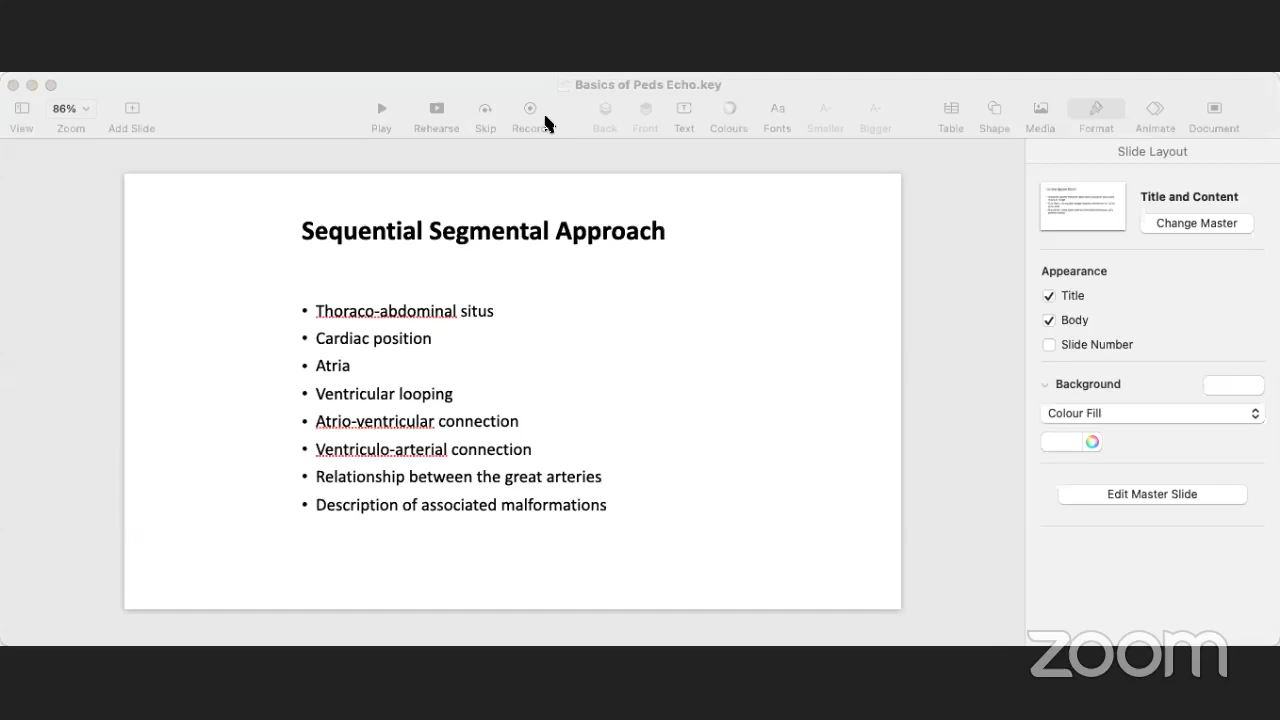 Basics of Peds Echo.key
86%
View Zoom Add Slide Play Rehearse Skip Record Back Front Text Colours Fonts Smaller Bigger Table Shape Media Format Animate Document
Aa A- A-
Slide Layout
Title and Content
Change Master
Sequential Segmental Approach
Appearance
Title
Body
Slide Number
• Thoraco-abdominal situs
• Cardiac position
• Atria
• Ventricular looping
• Atrio-ventricular connection
• Ventriculo-arterial connection
• Relationship between the great arteries
• Description of associated malformations
Background
Colour Fill
Edit Master Slide
zoom